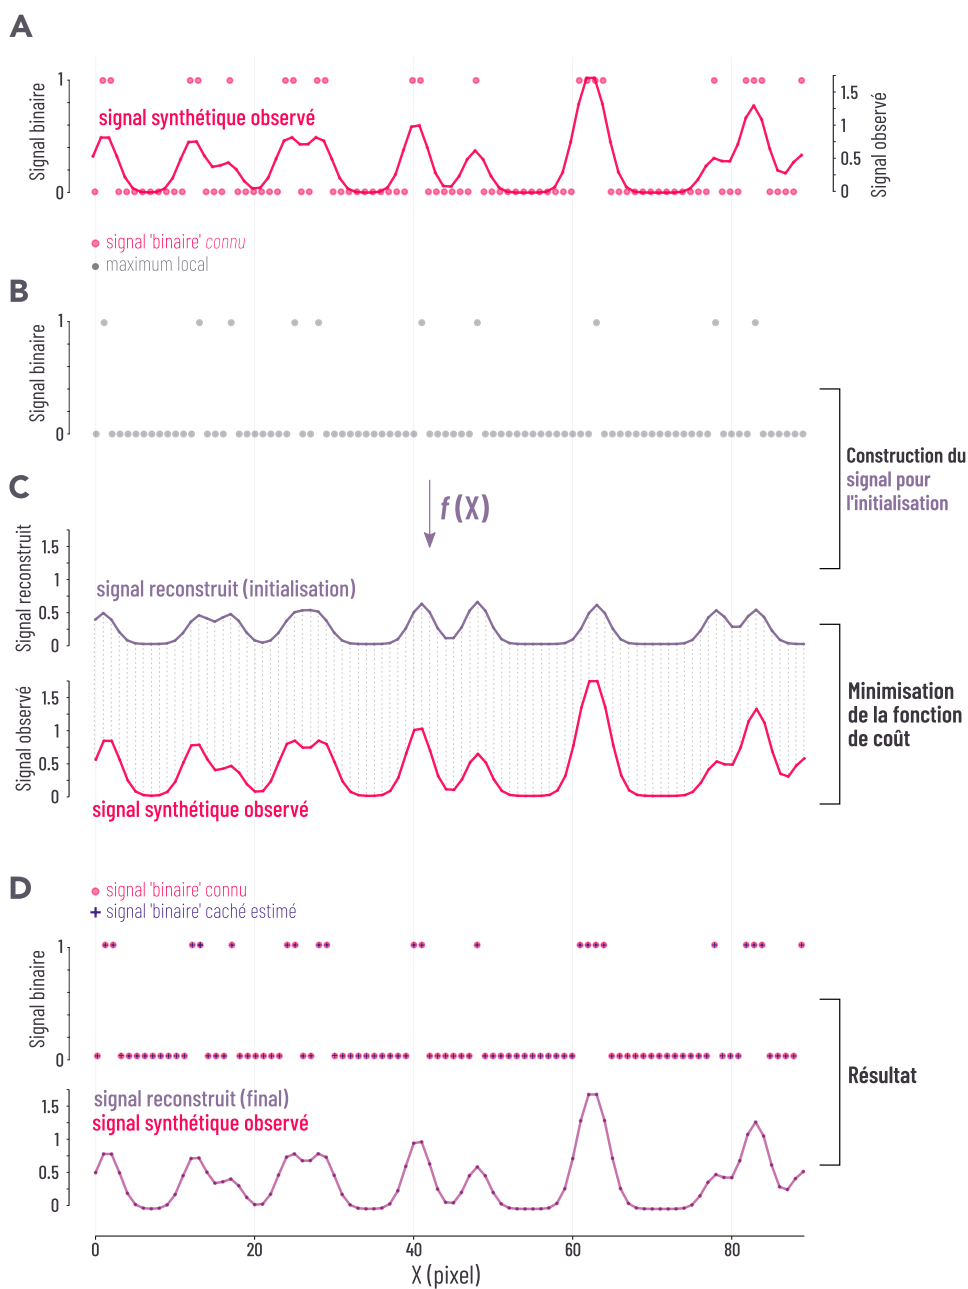 A
Signal binaire
1
0
signal synthétique observé
1.5
1
0.5
0
Signal observé
signal 'binaire' connu
maximum local
B
Signal binaire
1
0
Construction du
signal pour
l'initialisation
C
f (X)
Signal reconstruit
1.5
1
0.5
0
signal reconstruit (initialisation)
Signal observé
1.5
1
0.5
0
signal synthétique observé
Minimisation
de la fonction
de coût
D
signal 'binaire' connu
signal 'binaire' caché estimé
Signal binaire
1
0
Résultat
signal reconstruit (final)
signal synthétique observé
1.5
1
0.5
0
0 20 40 60 80
X (pixel)